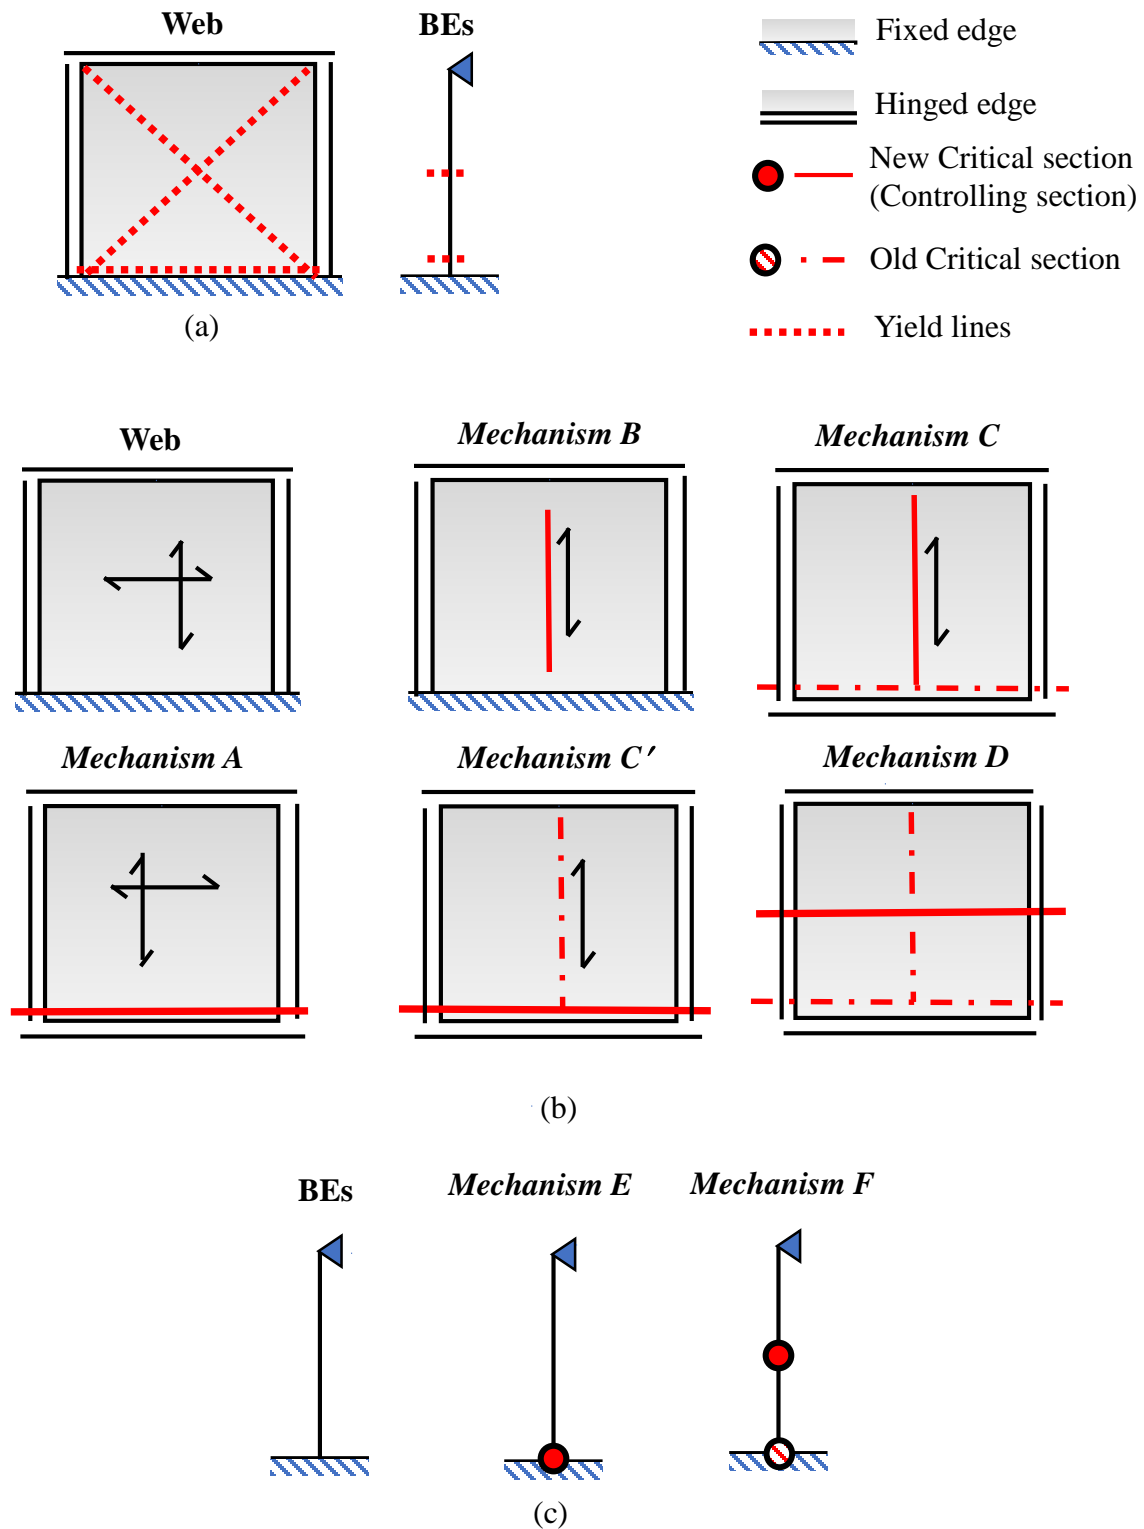 Web
BEs
Fixed edge
Hinged edge
New Critical section
(Controlling section)
Old Critical section
Yield lines
(a)
Web
Mechanism B
Mechanism C
Mechanism A
Mechanism C′
Mechanism D
(b)
BEs
Mechanism E
Mechanism F
(c)